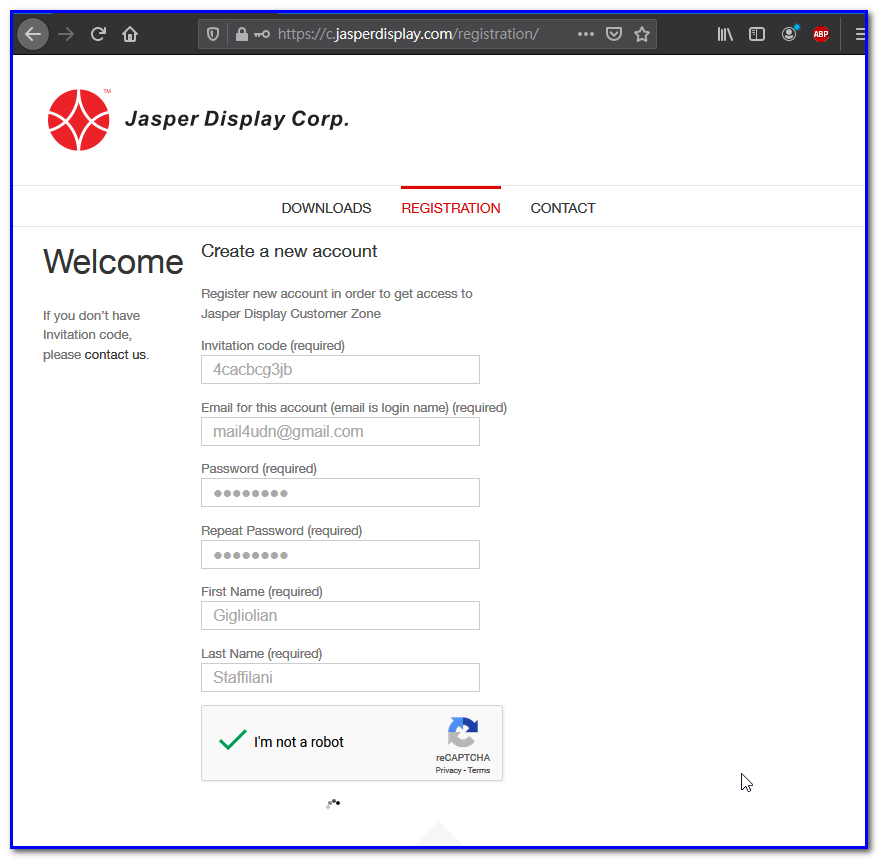 https://c.jasperdisplay.com/registration/
ABP
Jasper Display Corp.
TM
DOWNLOADS REGISTRATION CONTACT
Welcome
If you don't have
Invitation code,
please contact us.
Create a new account
Register new account in order to get access to
Jasper Display Customer Zone
Invitation code (required)
4cacbcg3jb
Email for this account (email is login name) (required)
mail4udn@gmail.com
Password (required)
●●●●●●●●
Repeat Password (required)
●●●●●●●●
First Name (required)
Gigliolian
Last Name (required)
Staffilani
I'm not a robot
reCAPTCHA
Privacy - Terms